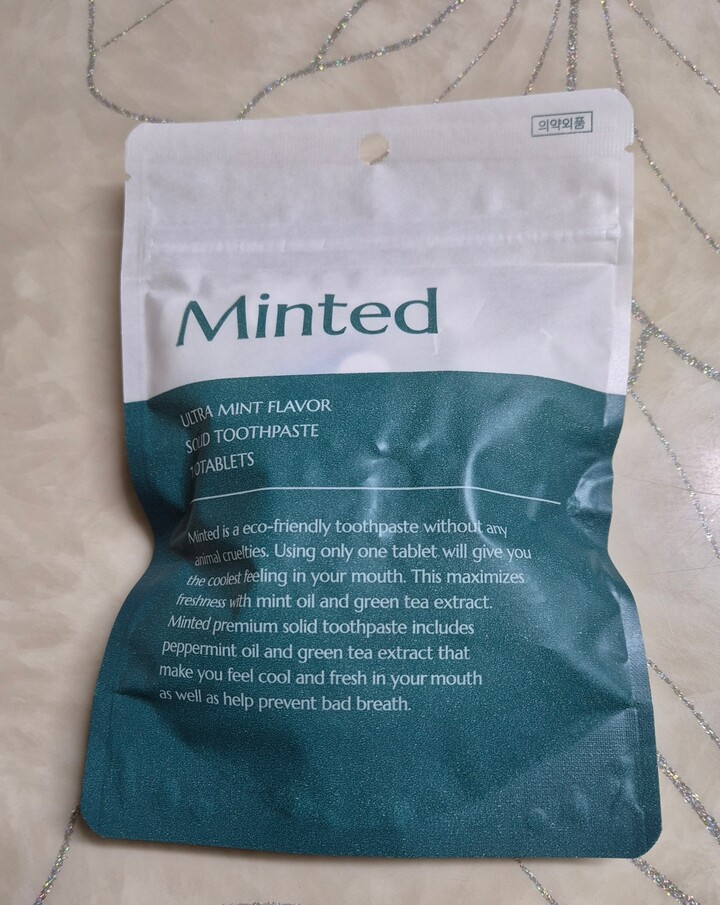 의약외품
Minted
ULTRA MINT FLAVOR
SOLID TOOTHPASTE
Minted is a eco-friendly toothpaste without any
animal cruelties. Using only one tablet will give you
the coolest feeling in your mouth. This maximizes
freshness with mint oil and green tea extract.
Minted premium solid toothpaste includes
peppermint oil and green tea extract that
make you feel cool and fresh in your mouth
as well as help prevent bad breath.